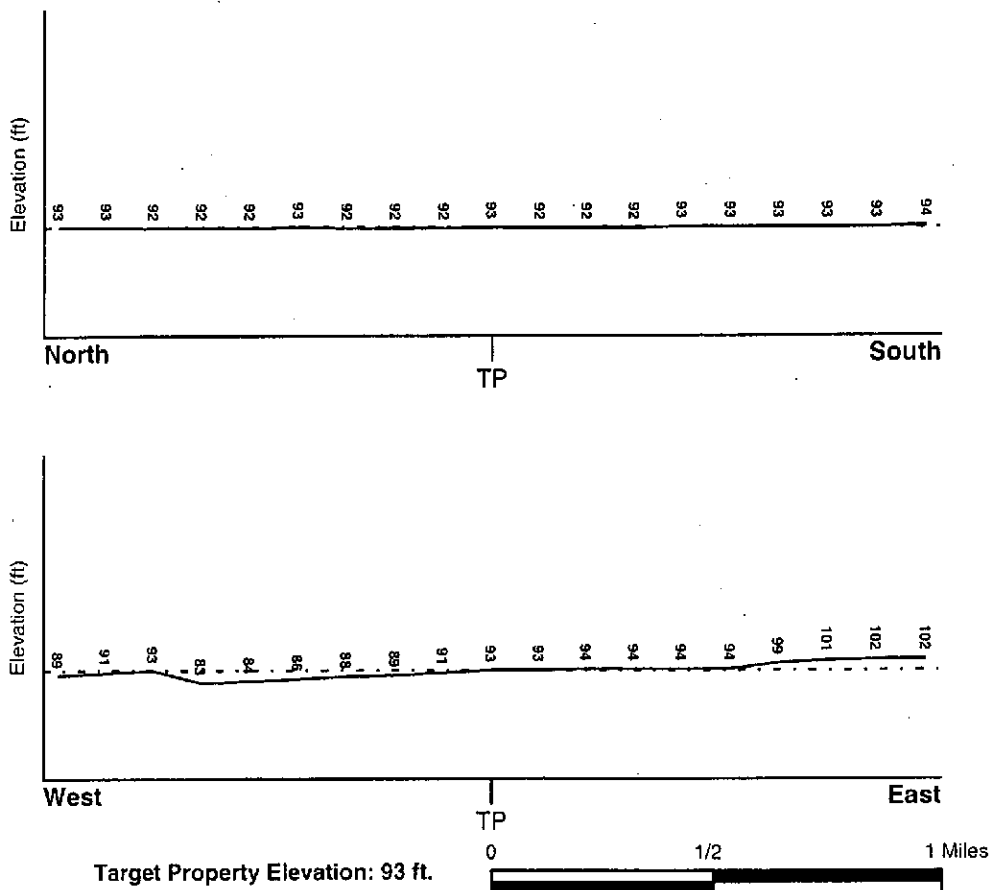 Elevation (ft)
93 93 92 92 92 93 92 92 92 93 92 92 92 93 93 93 93 93 94
North South
TP
Elevation (ft)
89 91 93 83 84 86 88 89 91 93 93 94 94 94 94 99 101 102 102
West East
TP
Target Property Elevation: 93 ft.
0 1/2 1 Miles